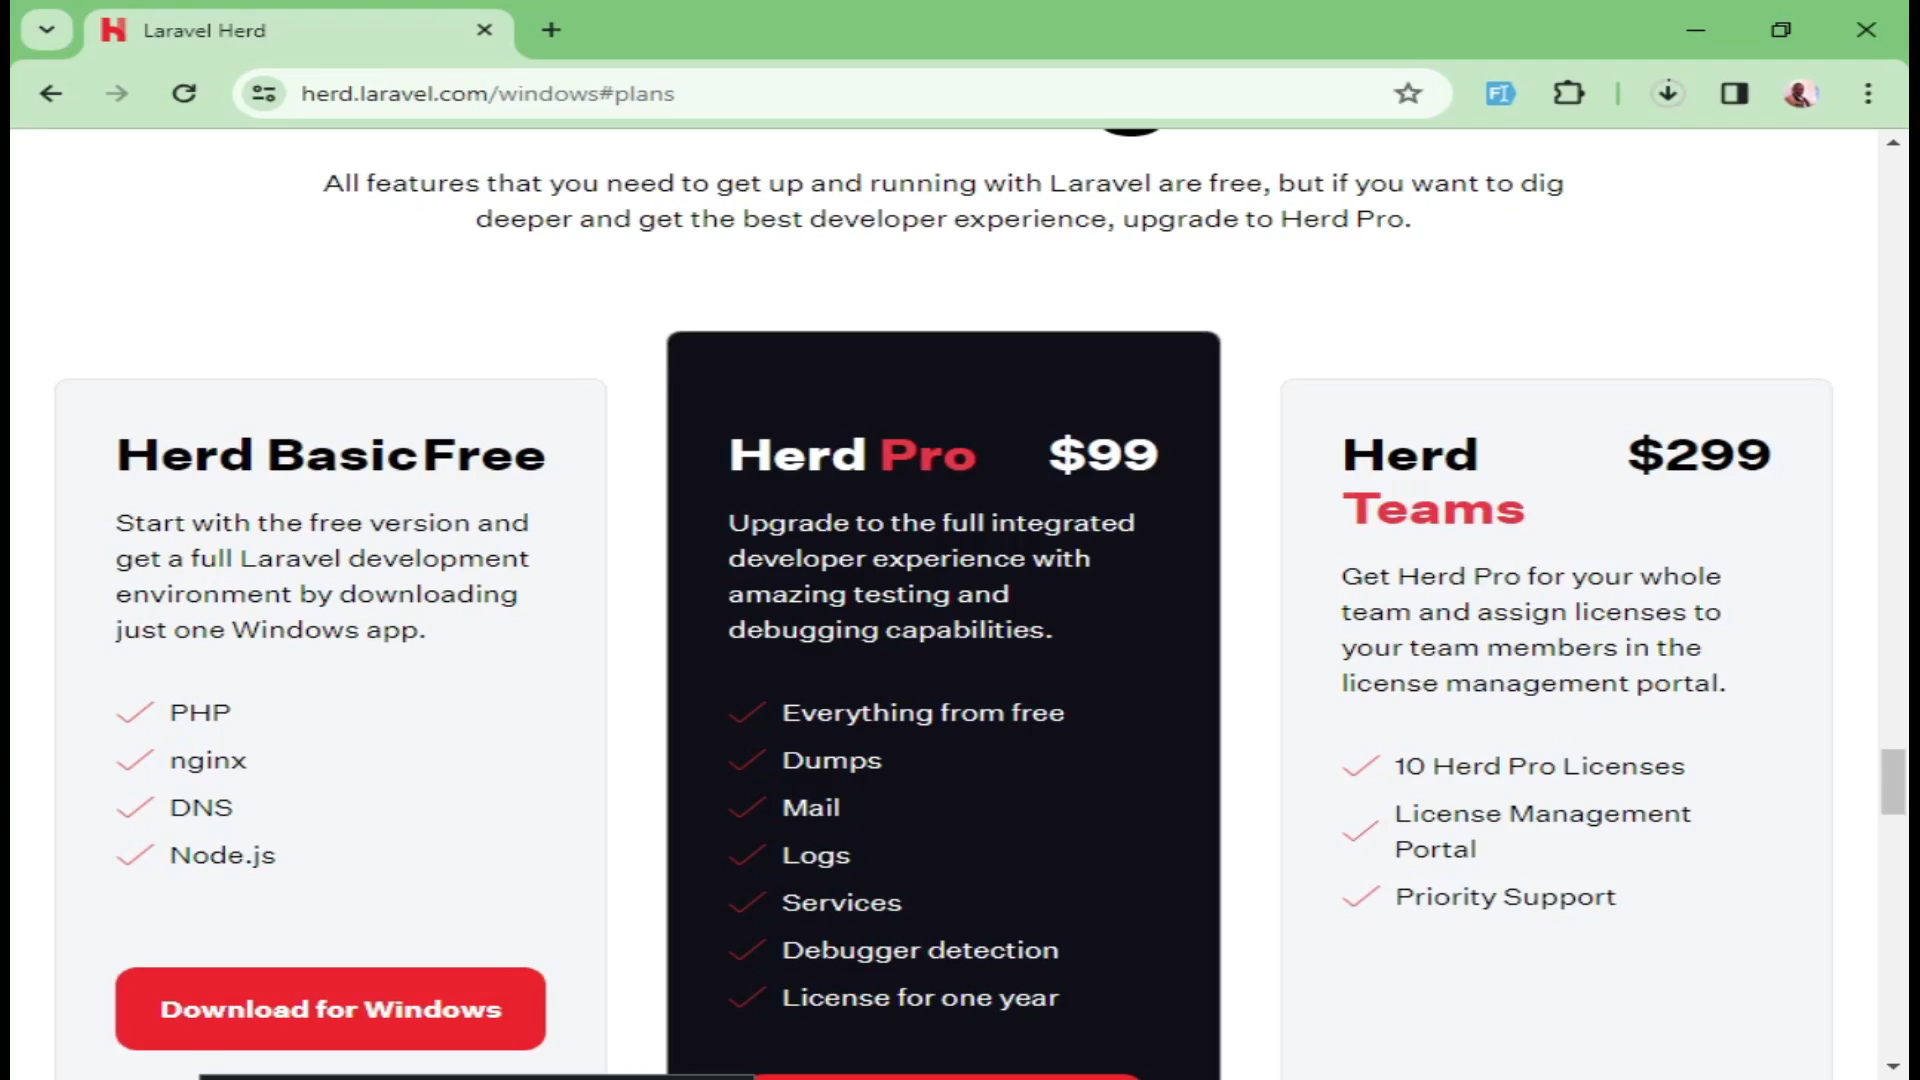 Laravel Herd
herd.laravel.com/windows#plans
All features that you need to get up and running with Laravel are free, but if you want to dig
deeper and get the best developer experience, upgrade to Herd Pro.
Herd Basic Free
Start with the free version and
get a full Laravel development
environment by downloading
just one Windows app.
PHP
nginx
DNS
Node.js
Download for Windows
Herd Pro $99
Upgrade to the full integrated
developer experience with
amazing testing and
debugging capabilities.
Everything from free
Dumps
Mail
Logs
Services
Debugger detection
License for one year
Herd $299
Teams
Get Herd Pro for your whole
team and assign licenses to
your team members in the
license management portal.
10 Herd Pro Licenses
License Management
Portal
Priority Support